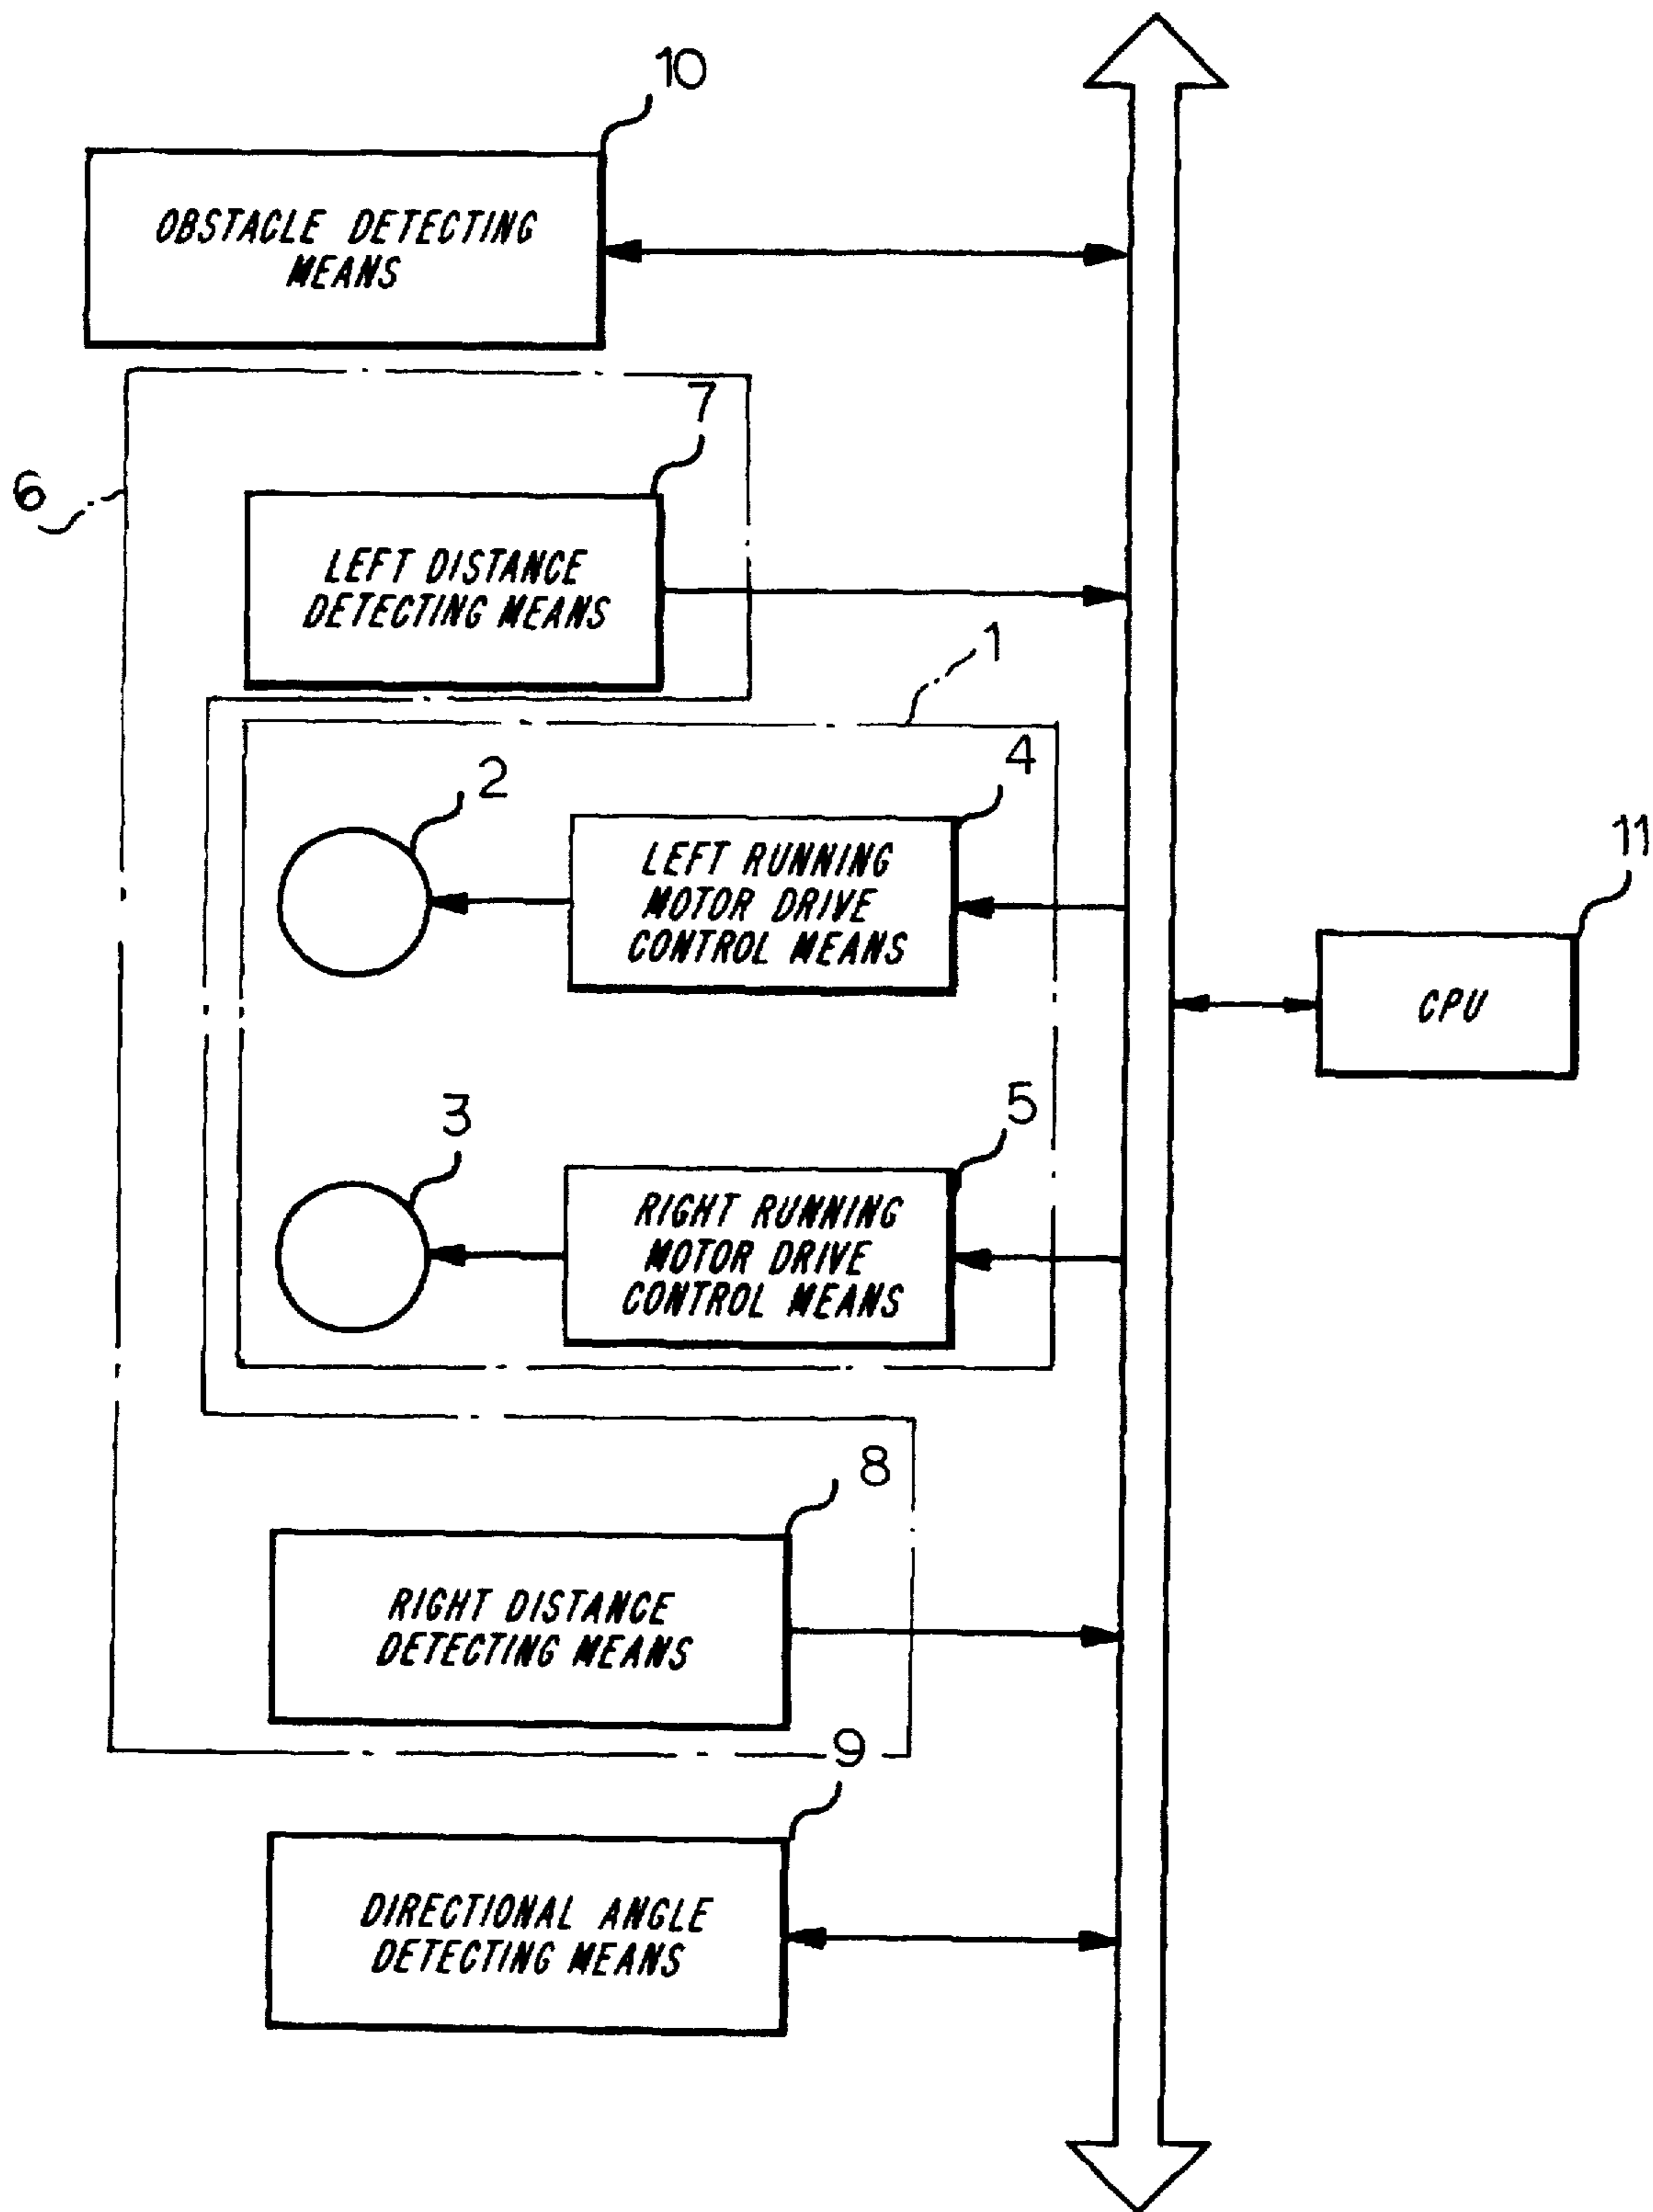 10
OBSTACLE DETECTING
MEANS
7
6
LEFT DISTANCE
DETECTING MEANS
1
2
4
LEFT RUNNING
MOTOR DRIVE
CONTROL MEANS
11
CPU
3
5
RIGHT RUNNING
MOTOR DRIVE
CONTROL MEANS
8
RIGHT DISTANCE
DETECTING MEANS
9
DIRECTIONAL ANGLE
DETECTING MEANS